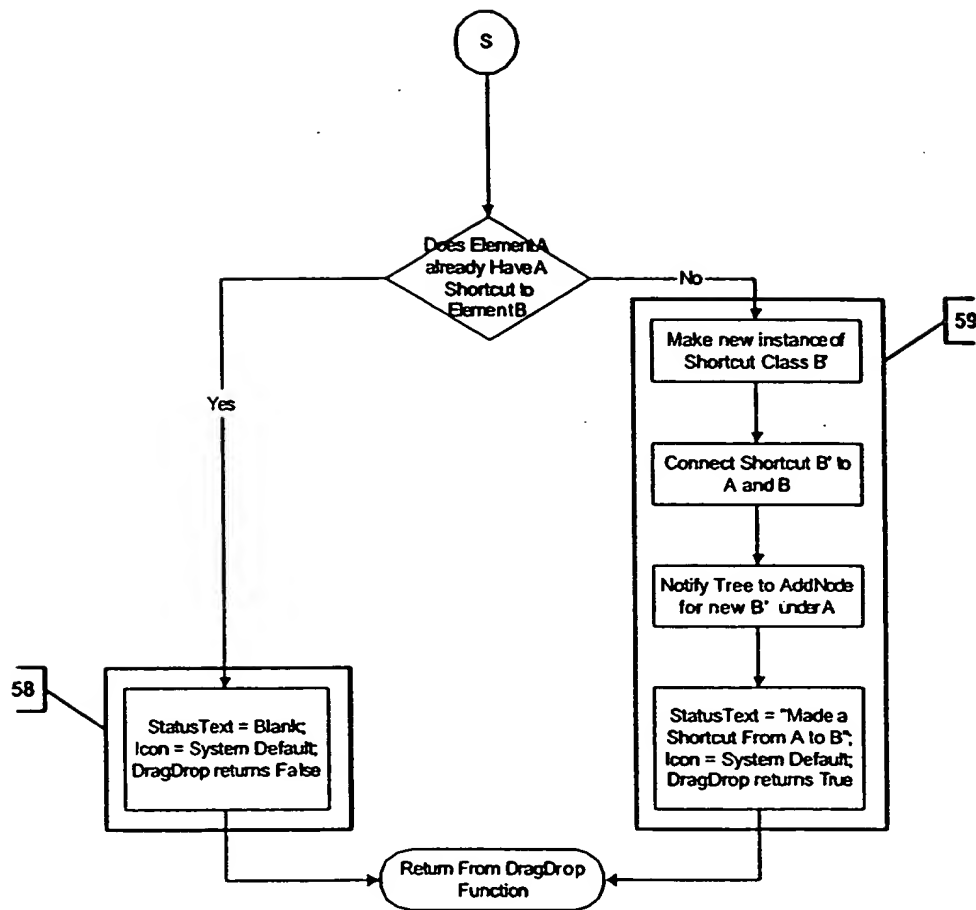 S
Does Element A
already Have A
Shortcut to
Element B
No
Yes
59
Make new instance of
Shortcut Class B'
Connect Shortcut B' to
A and B
Notify Tree to AddNode
for new B' under A
StatusText = "Made a
Shortcut From A to B";
Icon = System Default;
DragDrop returns True
58
StatusText = Blank;
Icon = System Default;
DragDrop returns False
Return From DragDrop
Function